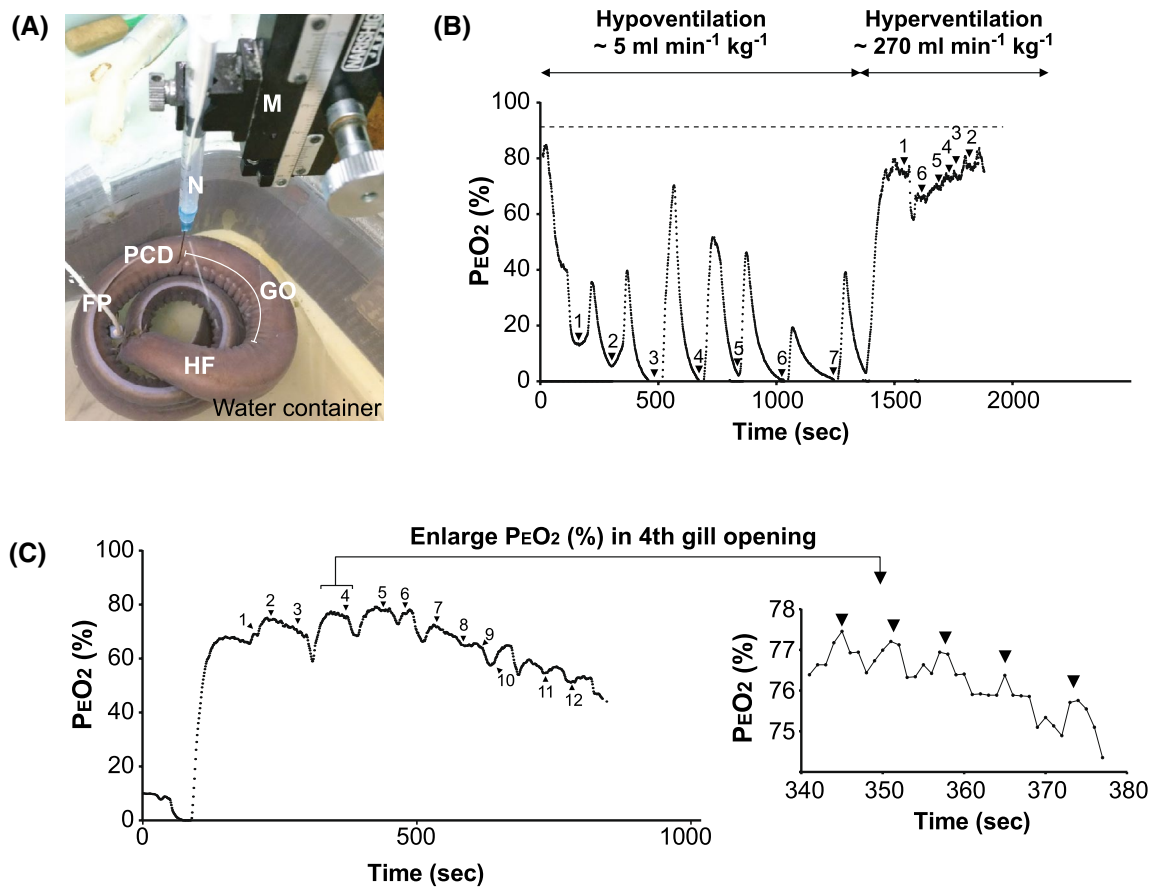 (A)
NARISHIGE
M
N
PCD
GO
FP
HF
Water container
(B)
Hypoventilation
~ 5 ml min⁻¹ kg⁻¹
Hyperventilation
~ 270 ml min⁻¹ kg⁻¹
PEO2 (%)
100
80
60
40
20
0
1
2
3
4
5
6
7
1
6
5
4
3
2
0
500
1000
1500
2000
Time (sec)
(C)
Enlarge PEO2 (%) in 4th gill opening
PEO2 (%)
100
80
60
40
20
0
1
2
3
4
5
6
7
8
9
10
11
12
0
500
1000
Time (sec)
PEO2 (%)
78
77
76
75
340
350
360
370
380
Time (sec)